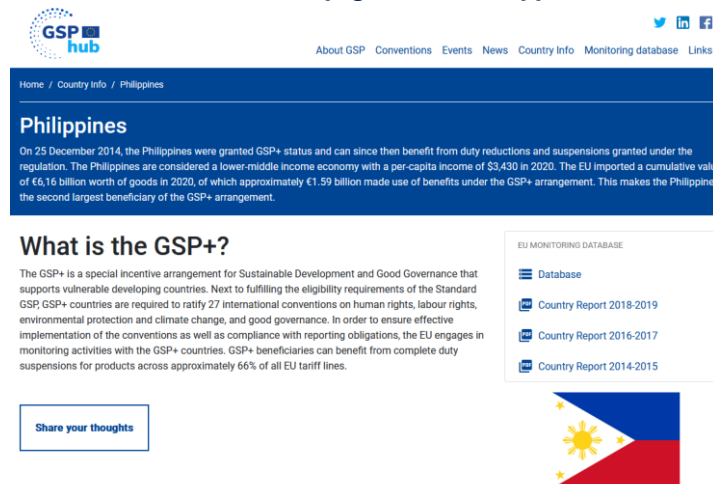 GSP
hub
About GSP Conventions Events News Country Info Monitoring database Links
Home / Country Info / Philippines
Philippines
On 25 December 2014, the Philippines were granted GSP+ status and can since then benefit from duty reductions and suspensions granted under the
regulation. The Philippines are considered a lower-middle income economy with a per-capita income of $3,430 in 2020. The EU imported a cumulative valu
of €6,16 billion worth of goods in 2020, of which approximately €1.59 billion made use of benefits under the GSP+ arrangement. This makes the Philippine
the second largest beneficiary of the GSP+ arrangement.
What is the GSP+?
The GSP+ is a special incentive arrangement for Sustainable Development and Good Governance that
supports vulnerable developing countries. Next to fulfilling the eligibility requirements of the Standard
GSP, GSP+ countries are required to ratify 27 international conventions on human rights, labour rights,
environmental protection and climate change, and good governance. In order to ensure effective
implementation of the conventions as well as compliance with reporting obligations, the EU engages in
monitoring activities with the GSP+ countries. GSP+ beneficiaries can benefit from complete duty
suspensions for products across approximately 66% of all EU tariff lines.
Share your thoughts
EU MONITORING DATABASE
Database
Country Report 2018-2019
Country Report 2016-2017
Country Report 2014-2015